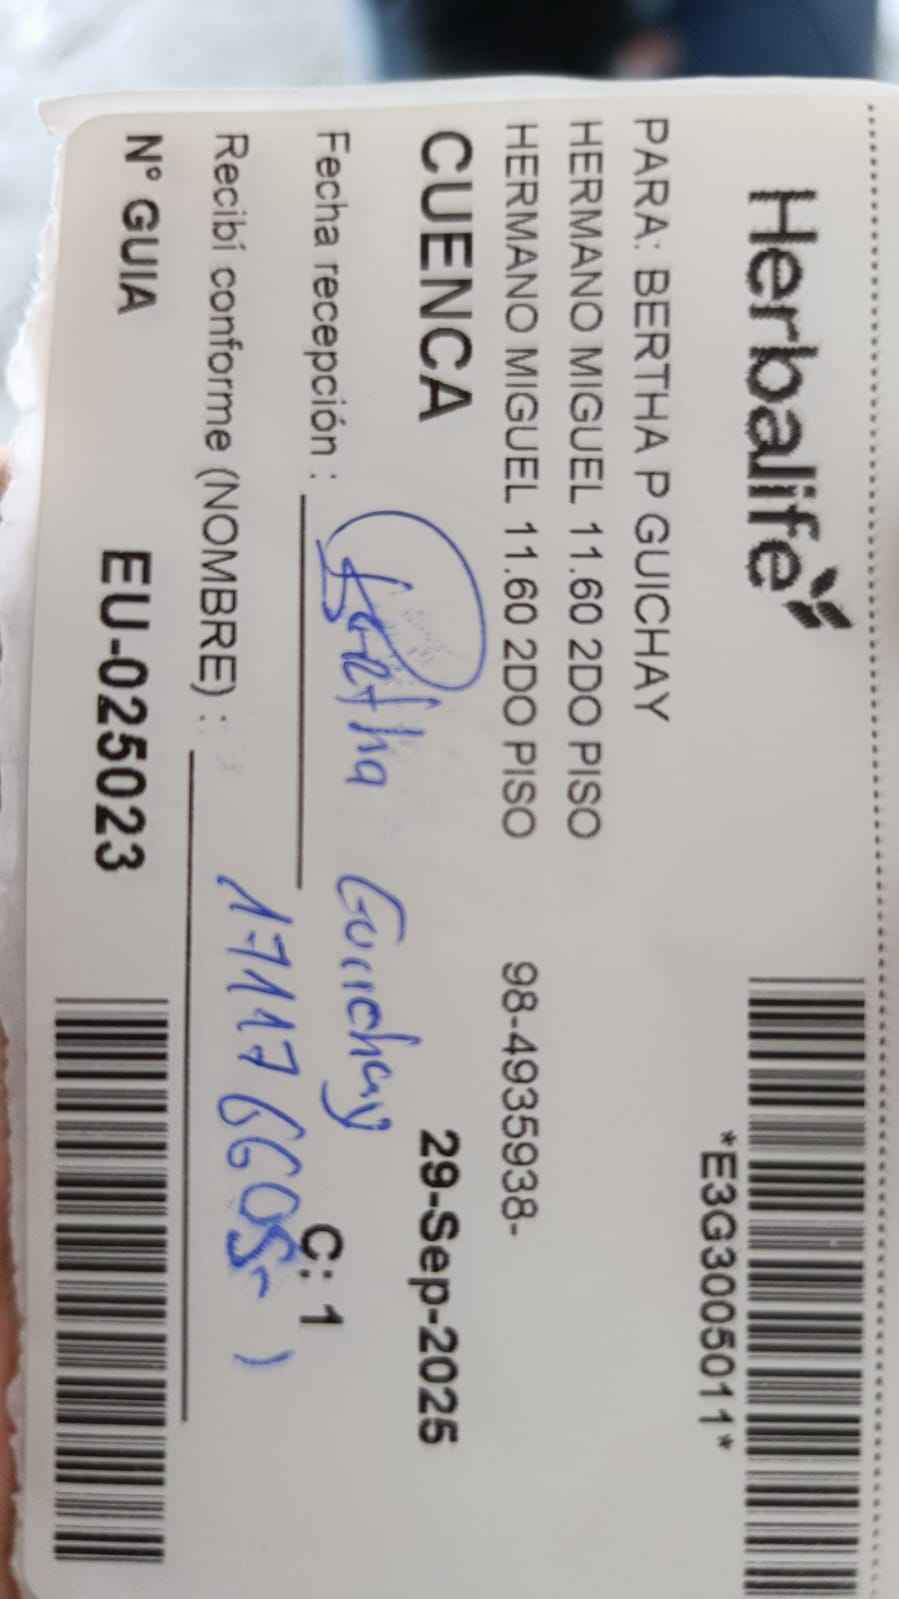 Herbalife
*E3G3005011*
PARA: BERTHA P GUICHAY
HERMANO MIGUEL 11.60 2DO PISO
HERMANO MIGUEL 11.60 2DO PISO 98-4935938-
CUENCA 29-Sep-2025
Fecha recepción : Bertha Guichay
C: 1
Recibí conforme (NOMBRE) :
N° GUIA EU-025023